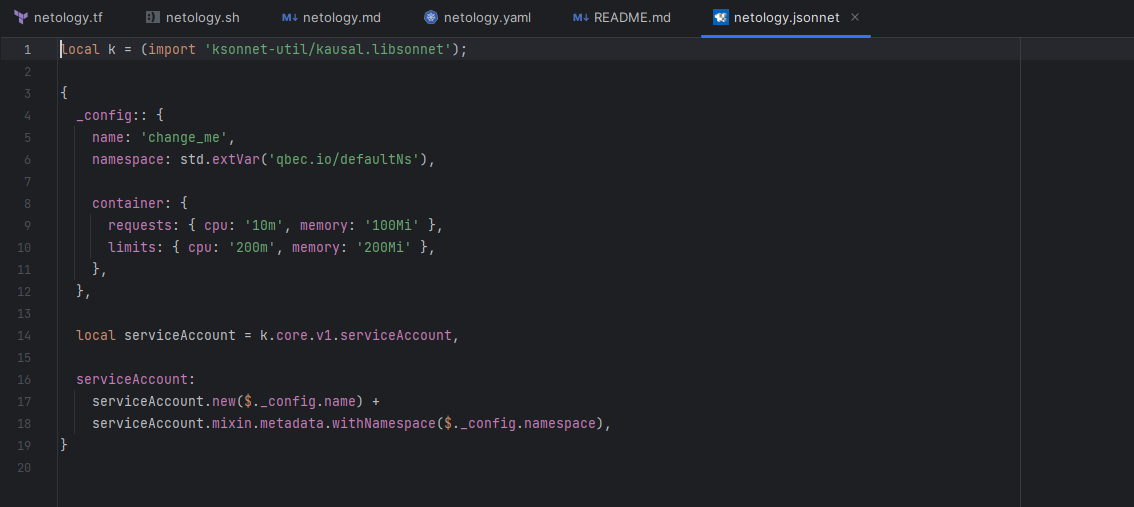 netology.tf netology.sh netology.md netology.yaml README.md netology.jsonnet
1 local k = (import 'ksonnet-util/kausal.libsonnet');
2
3 {
4   _config:: {
5     name: 'change_me',
6     namespace: std.extVar('qbec.io/defaultNs'),
7
8     container: {
9       requests: { cpu: '10m', memory: '100Mi' },
10       limits: { cpu: '200m', memory: '200Mi' },
11     },
12   },
13
14   local serviceAccount = k.core.v1.serviceAccount,
15
16   serviceAccount:
17     serviceAccount.new($._config.name) +
18     serviceAccount.mixin.metadata.withNamespace($._config.namespace),
19 }
20